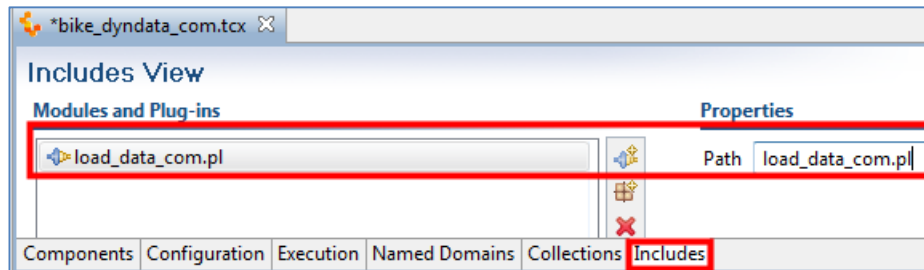 *bike_dyndata_com.tcx
Includes View
Modules and Plug-ins
Properties
load_data_com.pl
Path load_data_com.pl
Components Configuration Execution Named Domains Collections Includes